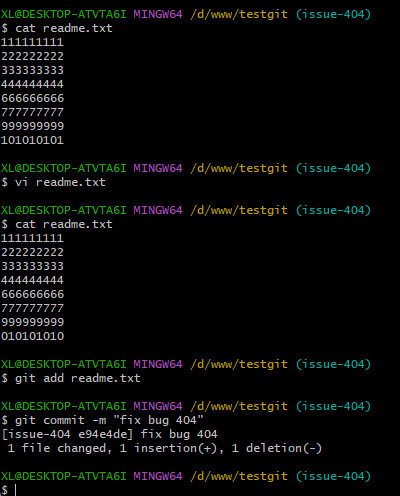 XL@DESKTOP-ATVTA6I MINGW64 /d/www/testgit (issue-404)
$ cat readme.txt
111111111
222222222
333333333
444444444
666666666
777777777
999999999
101010101
XL@DESKTOP-ATVTA6I MINGW64 /d/www/testgit (issue-404)
$ vi readme.txt
XL@DESKTOP-ATVTA6I MINGW64 /d/www/testgit (issue-404)
$ cat readme.txt
111111111
222222222
333333333
444444444
666666666
777777777
999999999
010101010
XL@DESKTOP-ATVTA6I MINGW64 /d/www/testgit (issue-404)
$ git add readme.txt
XL@DESKTOP-ATVTA6I MINGW64 /d/www/testgit (issue-404)
$ git commit -m "fix bug 404"
[issue-404 e94e4de] fix bug 404
 1 file changed, 1 insertion(+), 1 deletion(-)
XL@DESKTOP-ATVTA6I MINGW64 /d/www/testgit (issue-404)
$